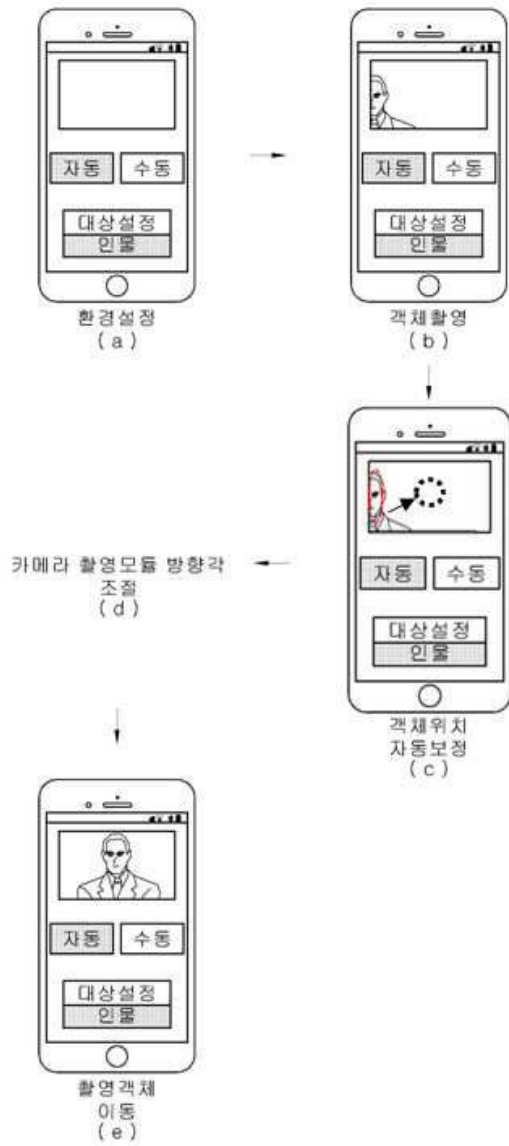 자동 수동
대상설정
인물
환경설정
(a)
자동 수동
대상설정
인물
객체촬영
(b)
자동 수동
대상설정
인물
객체위치
자동보정
(c)
카메라 촬영모듈 방향각
조절
(d)
자동 수동
대상설정
인물
촬영객체
이동
(e)